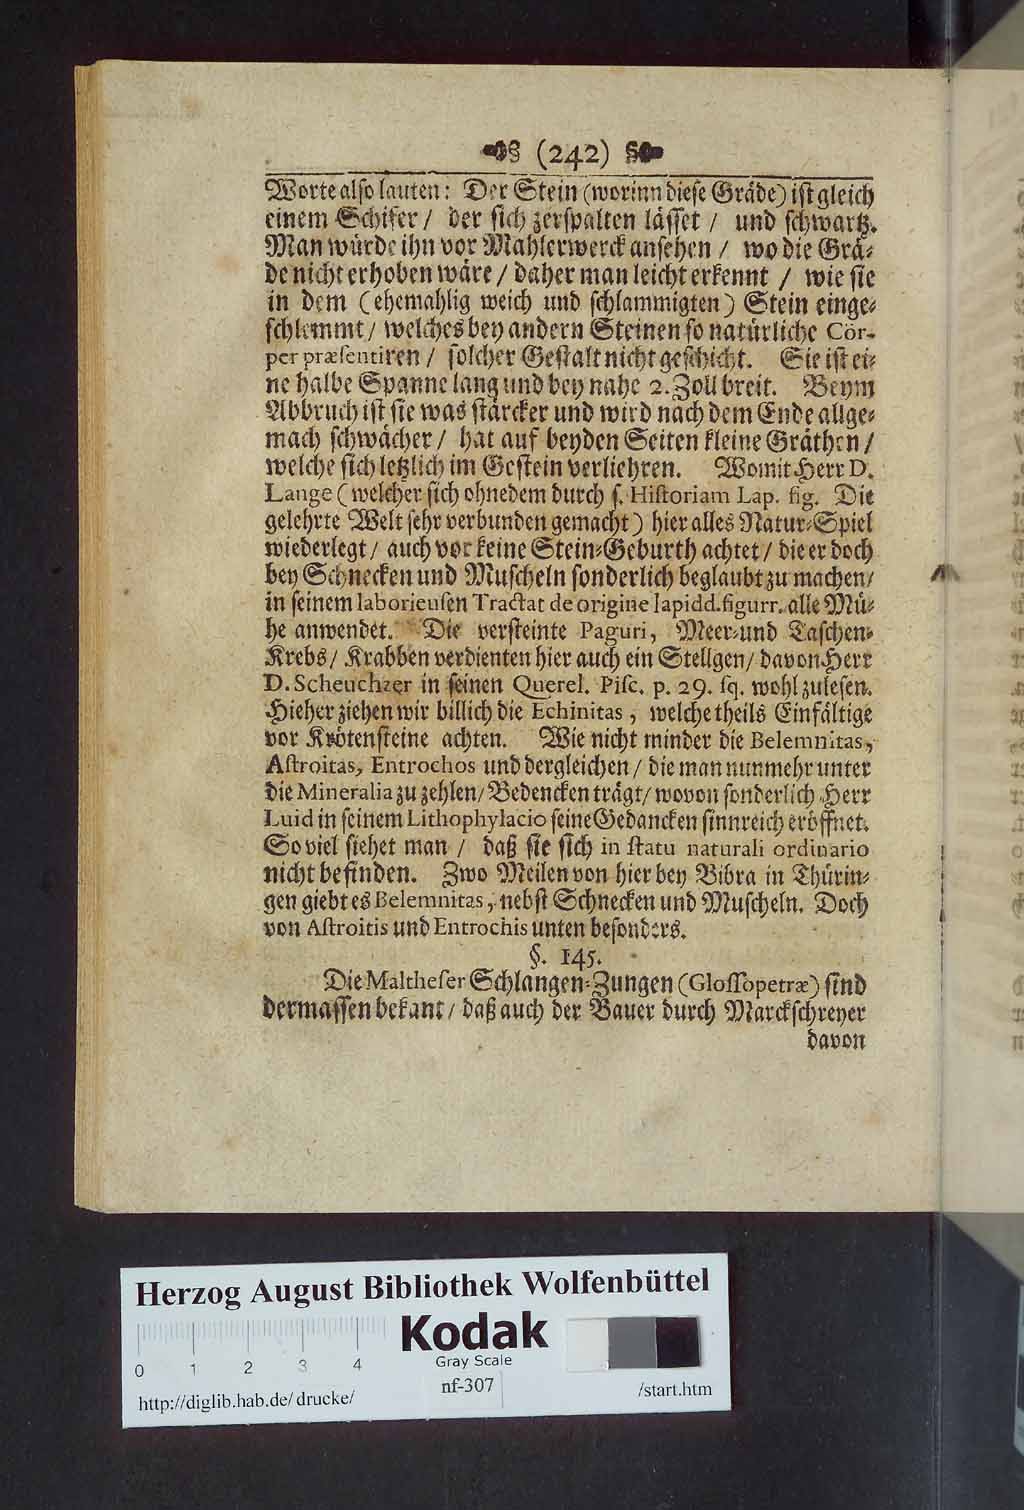 (242)
Worte also lauten: Der Stein (worinn diese Gräde) ist gleich
einem Schifer / der sich zerspalten lässet / und schwartz.
Man würde ihn vor Mahlerwerck ansehen / wo die Grä-
de nicht erhoben wäre / daher man leicht erkennt / wie sie
in dem (ehemahlig weich und schlammigten) Stein einge-
schlemmt / welches bey andern Steinen so natürliche Cör-
per præsentiren / solcher Gestalt nicht geschicht. Sie ist ei-
ne halbe Spanne lang und bey nahe 2. Zoll breit. Beym
Abbruch ist sie was stärcker und wird nach dem Ende allge-
mach schwächer / hat auf beyden Seiten kleine Gräthen /
welche sich letzlich im Gestein verliehren. Womit Herr D.
Lange (welcher sich ohnedem durch s. Historiam Lap. fig. Die
gelehrte Welt sehr verbunden gemacht) hier alles Natur-Spiel
wiederlegt / auch vor keine Stein-Geburth achtet / die er doch
bey Schnecken und Muscheln sonderlich beglaubt zu machen /
in seinem laborieusen Tractat de origine lapidd. figurr. alle Mü-
he anwendet. Die versteinte Paguri, Meer-und Taschen-
Krebs / Krabben verdienten hier auch ein Stellgen / davon Herr
D. Scheuchzer in seinen Querel. Pisc. p. 29. sq. wohl zu lesen.
Hieher ziehen wir billich die Echinitas, welche theils Einfältige
vor Krötensteine achten. Wie nicht minder die Belemnitas,
Astroitas, Entrochos und dergleichen / die man nunmehr unter
die Mineralia zu zehlen / Bedencken trägt / wovon sonderlich Herr
Luid in seinem Lithophylacio seine Gedancken sinnreich eröffnet.
So viel siehet man / daß sie sich in statu naturali ordinario
nicht befinden. Zwo Meilen von hier bey Bibra in Thürin-
gen giebt es Belemnitas, nebst Schnecken und Muscheln. Doch
von Astroitis und Entrochis unten besonders.
§. 145.
Die Maltheser Schlangen-Zungen (Glossopetræ) sind
dermassen bekant / daß auch der Bauer durch Marckschreyer
davon
Herzog August Bibliothek Wolfenbüttel
Kodak
Gray Scale
0 1 2 3 4
nf-307
http://diglib.hab.de/drucke/ /start.htm